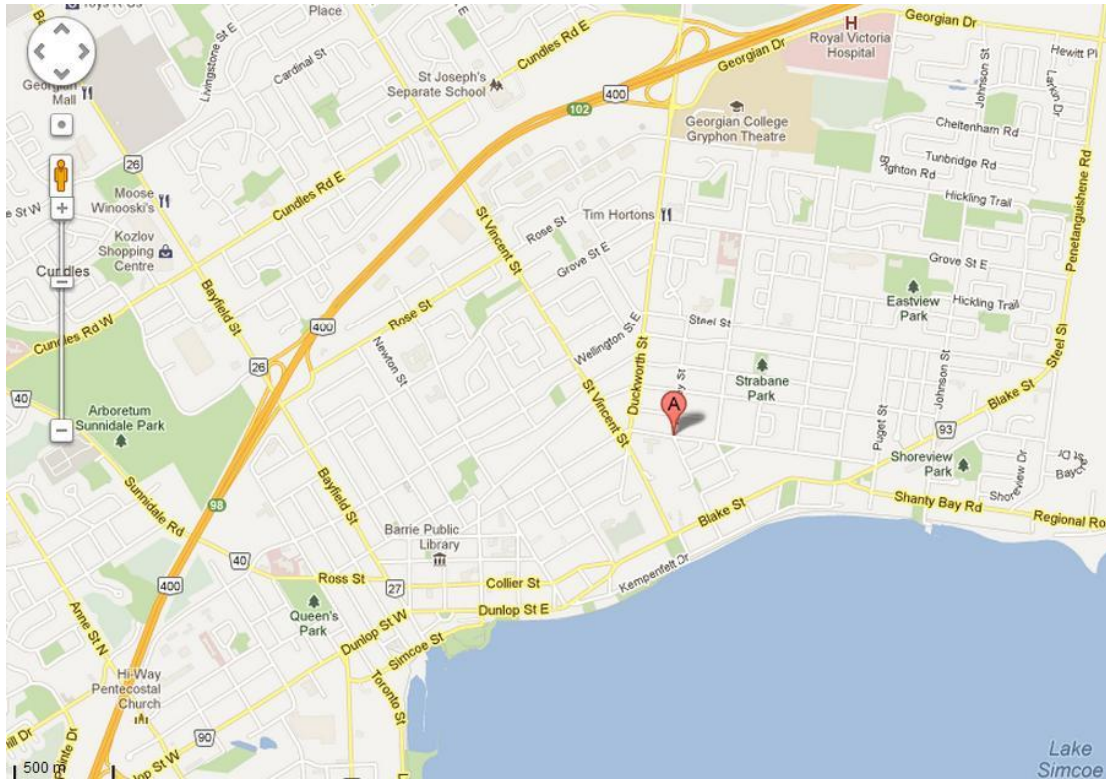 Place
Georgian Dr
H
Royal Victoria
Hospital
Hewitt Pl
Livingstone St E
Cardinal St
Cundles Rd E
St Joseph's
Separate School
Georgian Dr
Johnson St
Larkin Dr
Georgian
Mall
400
102
Georgian College
Gryphon Theatre
Cheltenham Rd
26
Tunbridge Rd
Brighton Rd
Hickling Trail
Penetanguishene Rd
Moose
Winooski's
Cundles Rd E
St Vincent St
Rose St
Tim Hortons
Kozlov
Shopping
Centre
Cundles
Grove St E
Grove St E
Bayfield St
Eastview
Park
Hickling Trail
Rose St
Steel St
400
Cundles Rd W
Newton St
Wellington St E
Duckworth St
Steel St
26
Strabane
Park
Johnson St
Blake St
40
St Vincent St
A
Arboretum
Sunnidale Park
Puget St
93
Shoreview
Park
Shoreview Dr
Bayfield St
Sunnidale Rd
98
Blake St
Shanty Bay Rd
Regional Ro
Barrie Public
Library
40
Kempenfelt Dr
400
Ross St
27
Collier St
Anne St N
Queen's
Park
Dunlop St E
Dunlop St W
Simcoe St
Hi-Way
Pentecostal
Church
Toronto St
90
500 m
Lake
Simcoe